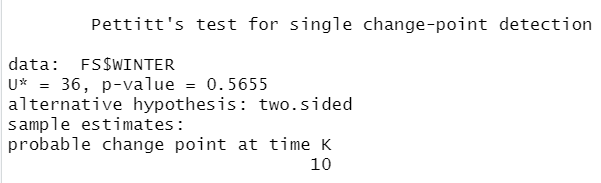 Pettitt's test for single change-point detection
data:  FS$WINTER
U* = 36, p-value = 0.5655
alternative hypothesis: two.sided
sample estimates:
probable change point at time K
10